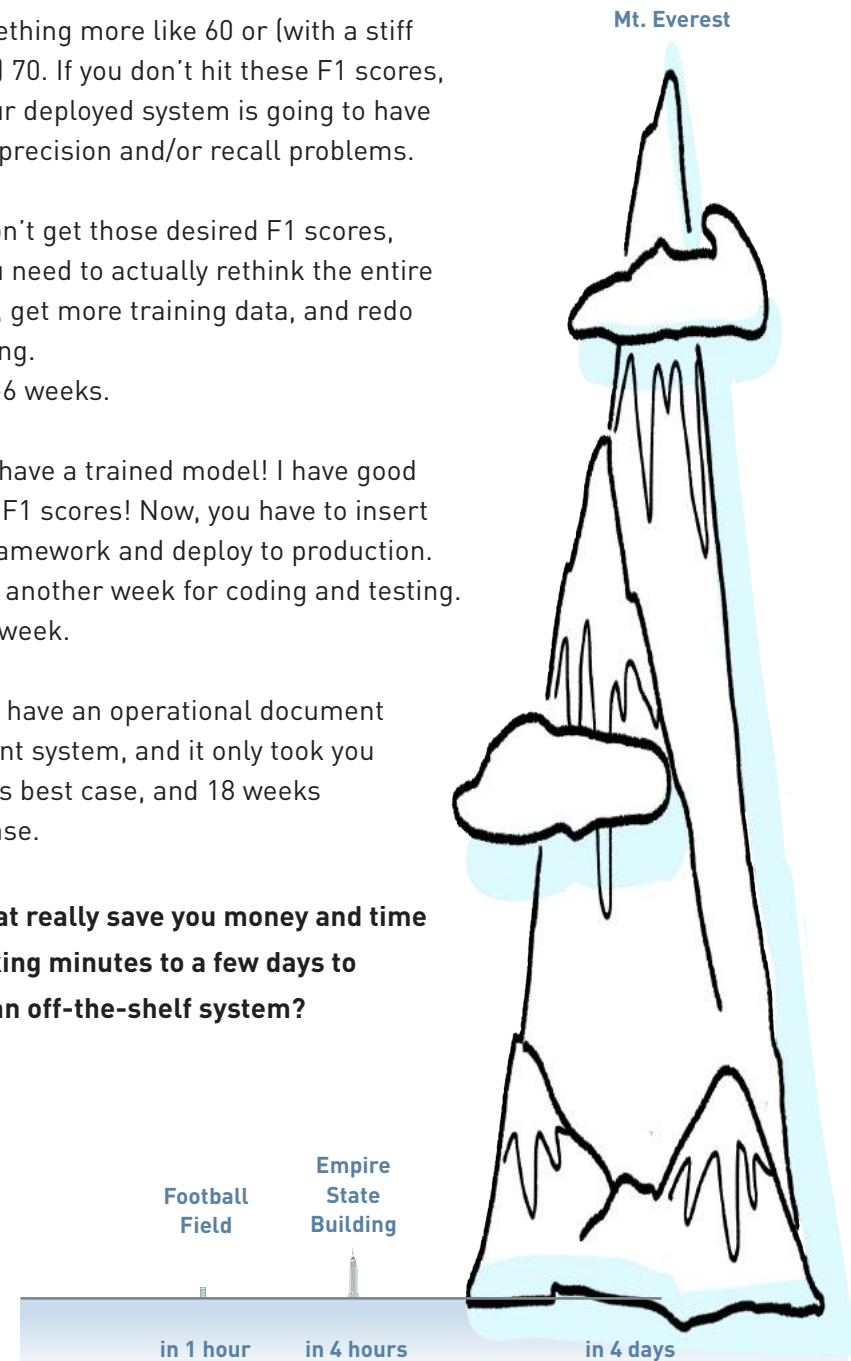 ething more like 60 or (with a stiff
) 70. If you don't hit these F1 scores,
ur deployed system is going to have
precision and/or recall problems.
on't get those desired F1 scores,
u need to actually rethink the entire
, get more training data, and redo
ng.
6 weeks.
have a trained model! I have good
F1 scores! Now, you have to insert
amework and deploy to production.
another week for coding and testing.
week.
have an operational document
nt system, and it only took you
s best case, and 18 weeks
ase.
at really save you money and time
king minutes to a few days to
an off-the-shelf system?
Mt. Everest
Football
Field
Empire
State
Building
in 1 hour
in 4 hours
in 4 days